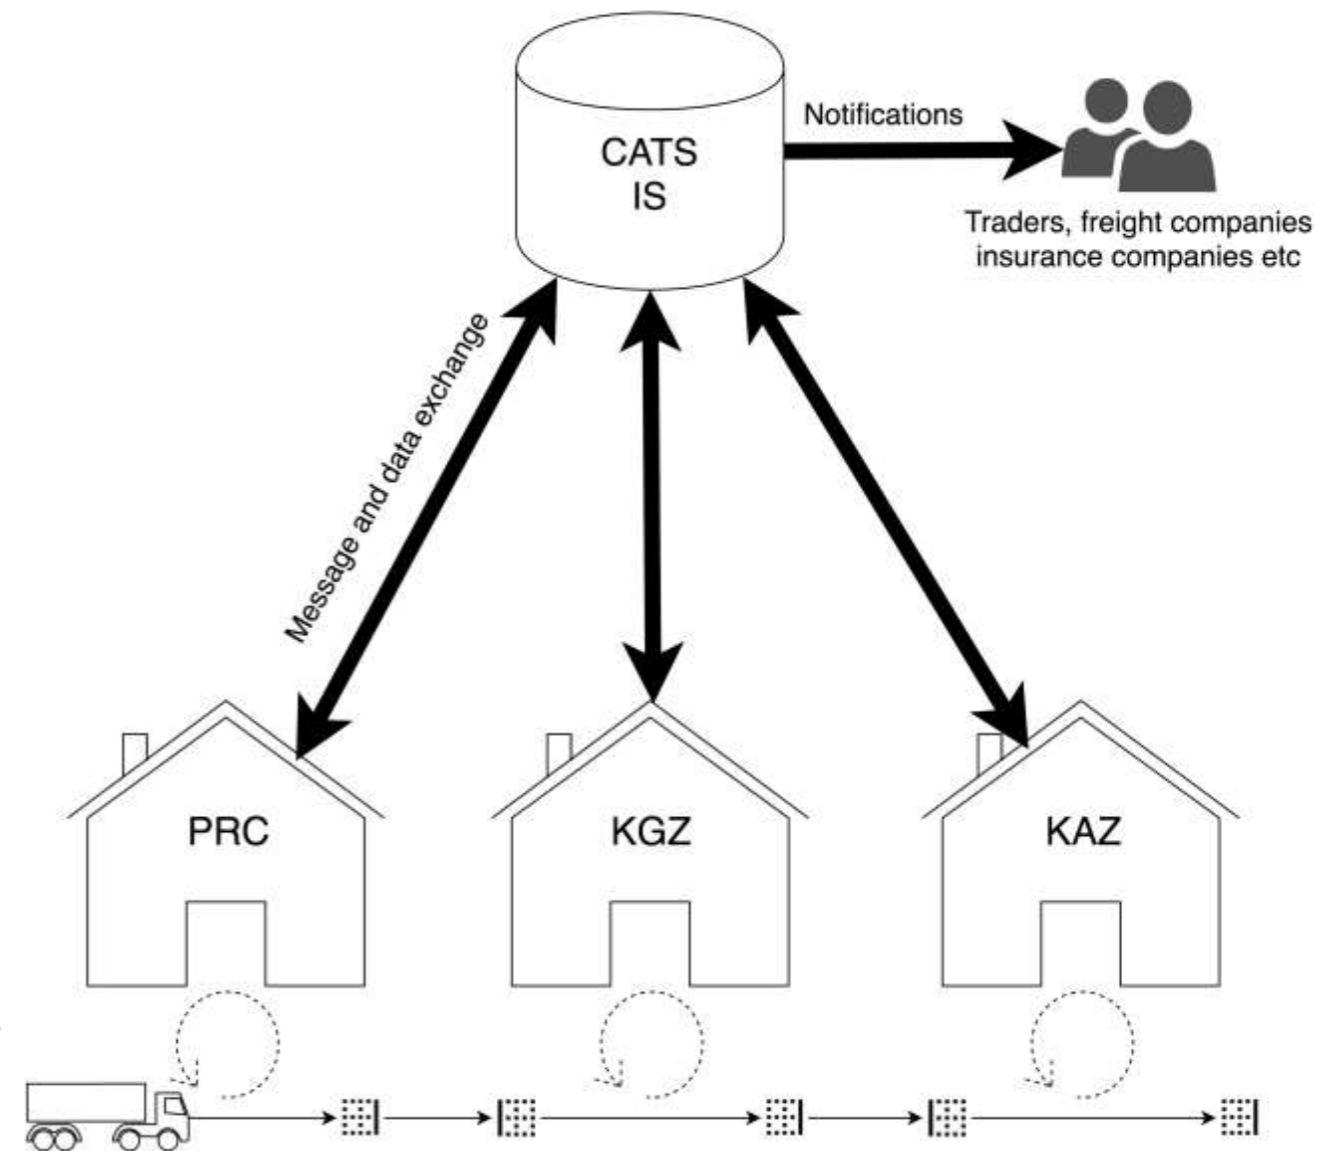 CATS
IS
Notifications
Traders, freight companies
insurance companies etc
Message and data exchange
PRC
KGZ
KAZ